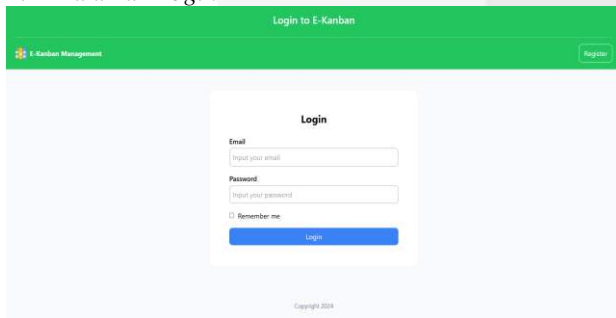 Login to E-Kanban
E-Kanban Management
Register
Login
Email
Input your email
Password
Input your password
Remember me
Login
Copyright 2024